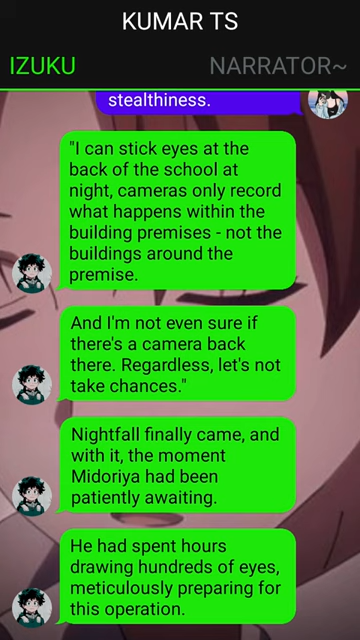 KUMAR TS
IZUKU
NARRATOR~
stealthiness.
"I can stick eyes at the
back of the school at
night, cameras only record
what happens within the
building premises - not the
buildings around the
premise.
And I'm not even sure if
there's a camera back
there. Regardless, let's not
take chances."
Nightfall finally came, and
with it, the moment
Midoriya had been
patiently awaiting.
He had spent hours
drawing hundreds of eyes,
meticulously preparing for
this operation.